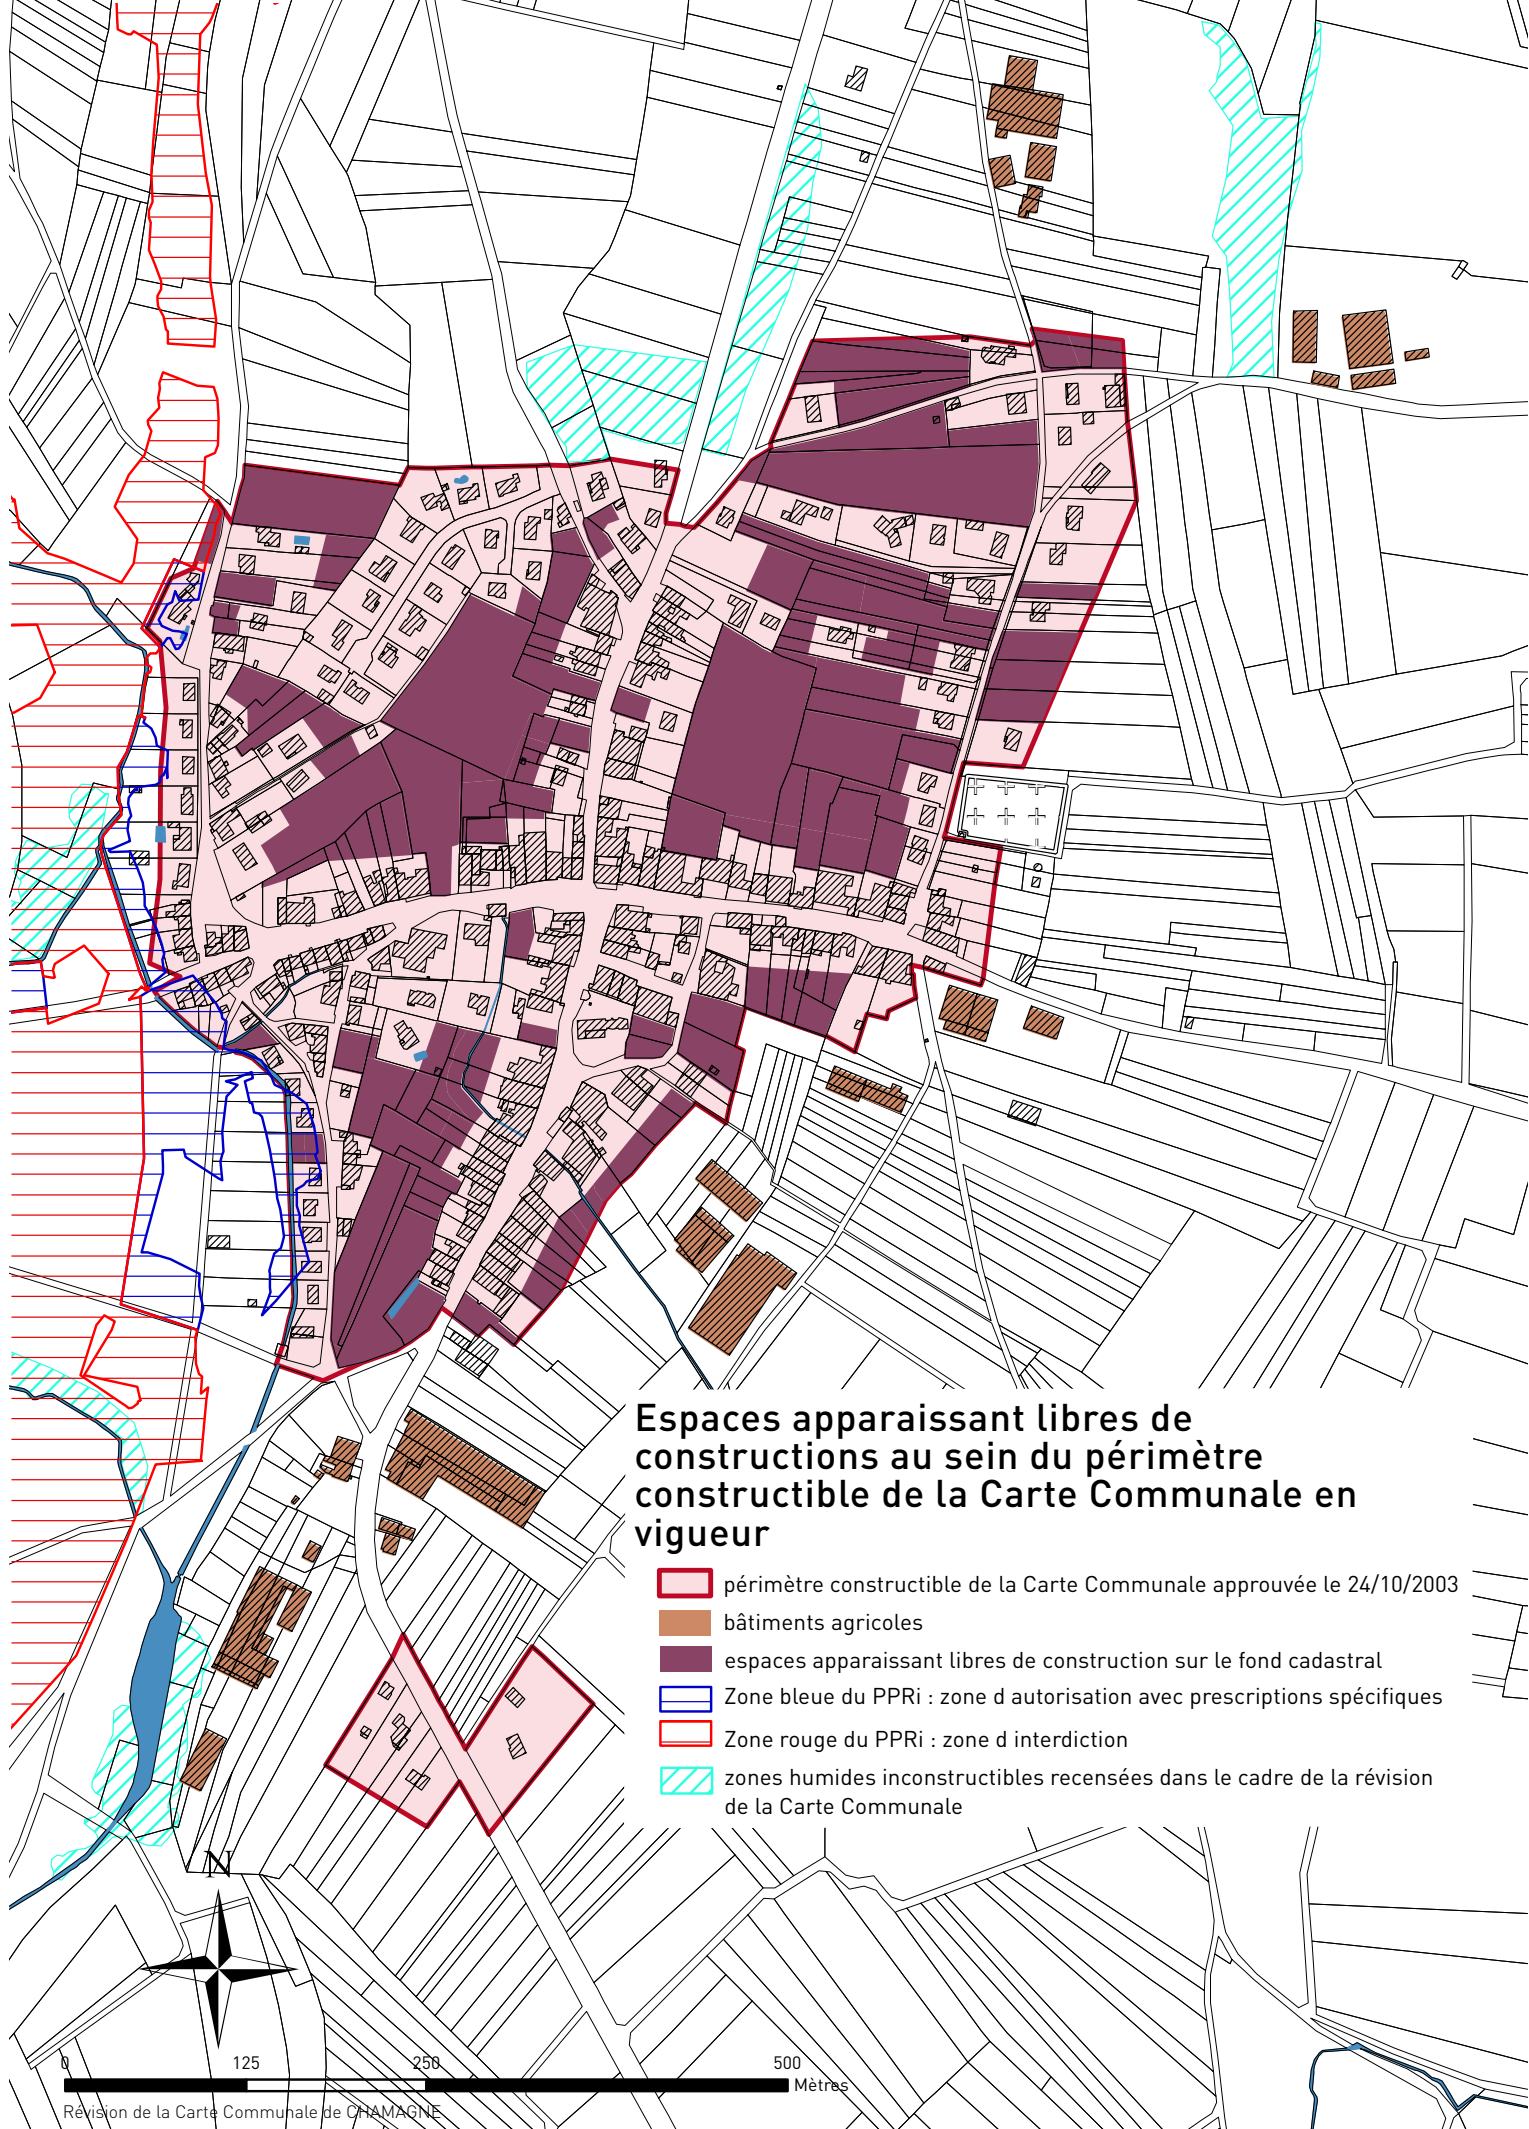 Espaces apparaissant libres de
constructions au sein du périmètre
constructible de la Carte Communale en
vigueur
périmètre constructible de la Carte Communale approuvée le 24/10/2003
bâtiments agricoles
espaces apparaissant libres de construction sur le fond cadastral
Zone bleue du PPRi : zone d autorisation avec prescriptions spécifiques
Zone rouge du PPRi : zone d interdiction
zones humides inconstructibles recensées dans le cadre de la révision
de la Carte Communale
N
0 125 250 500
Mètres
Révision de la Carte Communale de CHAMAGNE